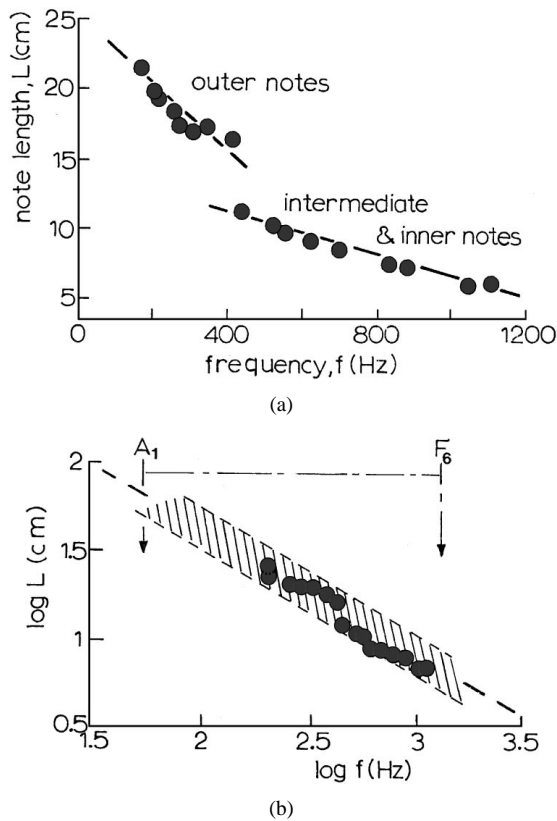 25
20
15
10
5
note length, L (cm)
outer notes
intermediate
& inner notes
0
400
800
1200
frequency, f (Hz)
(a)
A1
F6
2
1.5
1
0.5
log L (cm)
1.5
2
2.5
3
3.5
log f (Hz)
(b)